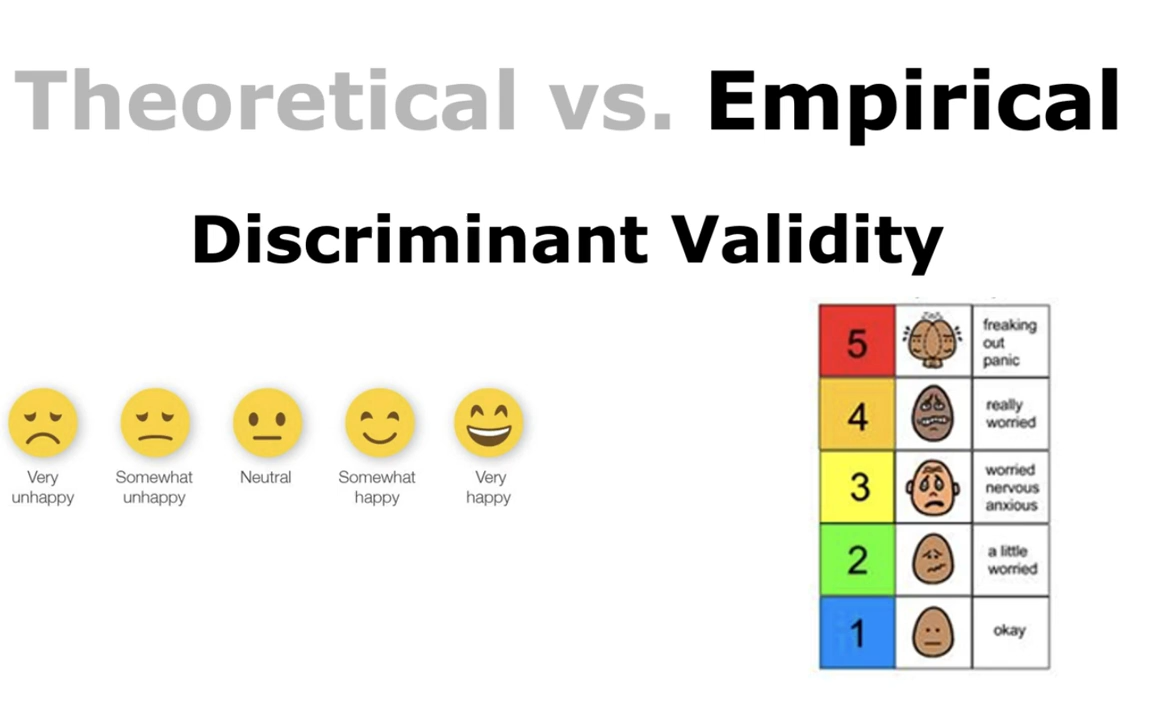 Theoretical vs. Empirical
Discriminant Validity
Very
unhappy
Somewhat
unhappy
Neutral
Somewhat
happy
Very
happy
5
freaking
out
panic
4
really
worried
3
worried
nervous
anxious
2
a little
worried
1
okay